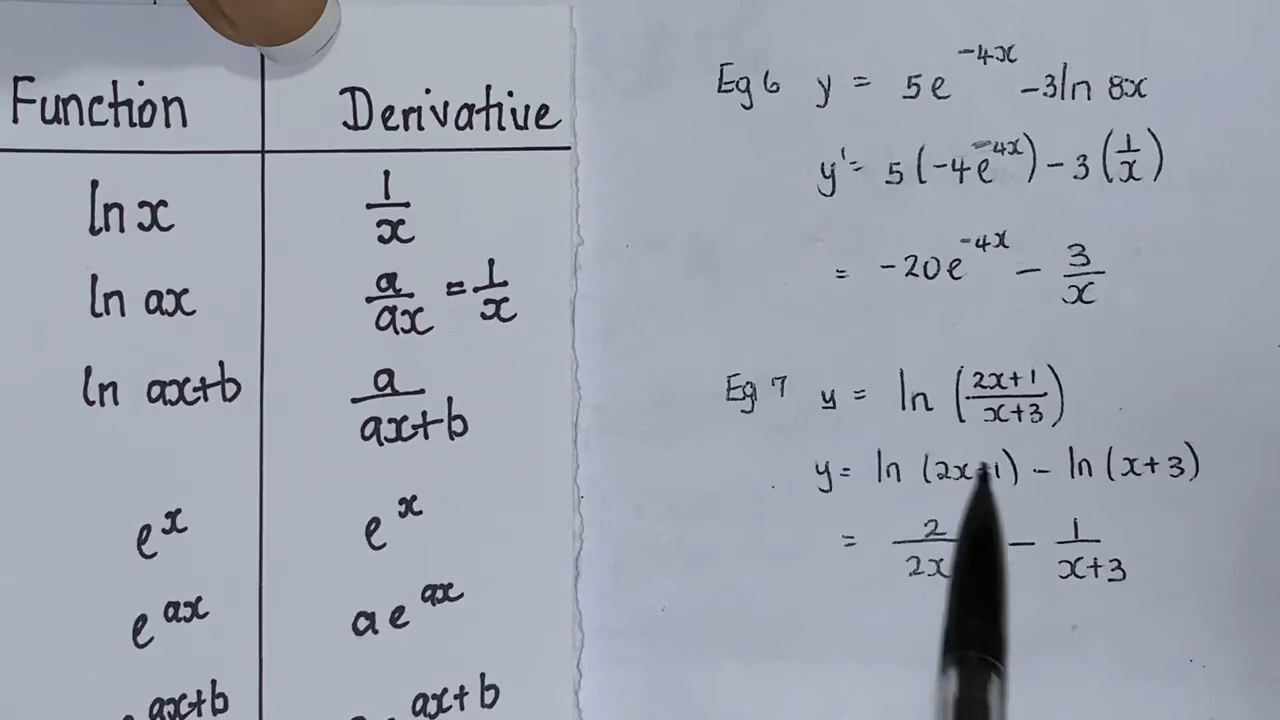 Function Derivative
ln x 1/x
ln ax a/ax = 1/x
ln ax+b a/ax+b
e^x e^x
e^ax ae^ax
ax+b ax+b
Eg 6 y = 5e^-4x -3ln 8x
y' = 5(-4e^-4x) - 3(1/x)
= -20e^-4x - 3/x
Eg 7 y = ln (2x+1/x+3)
y = ln (2x+1) - ln (x+3)
= 2/2x - 1/x+3